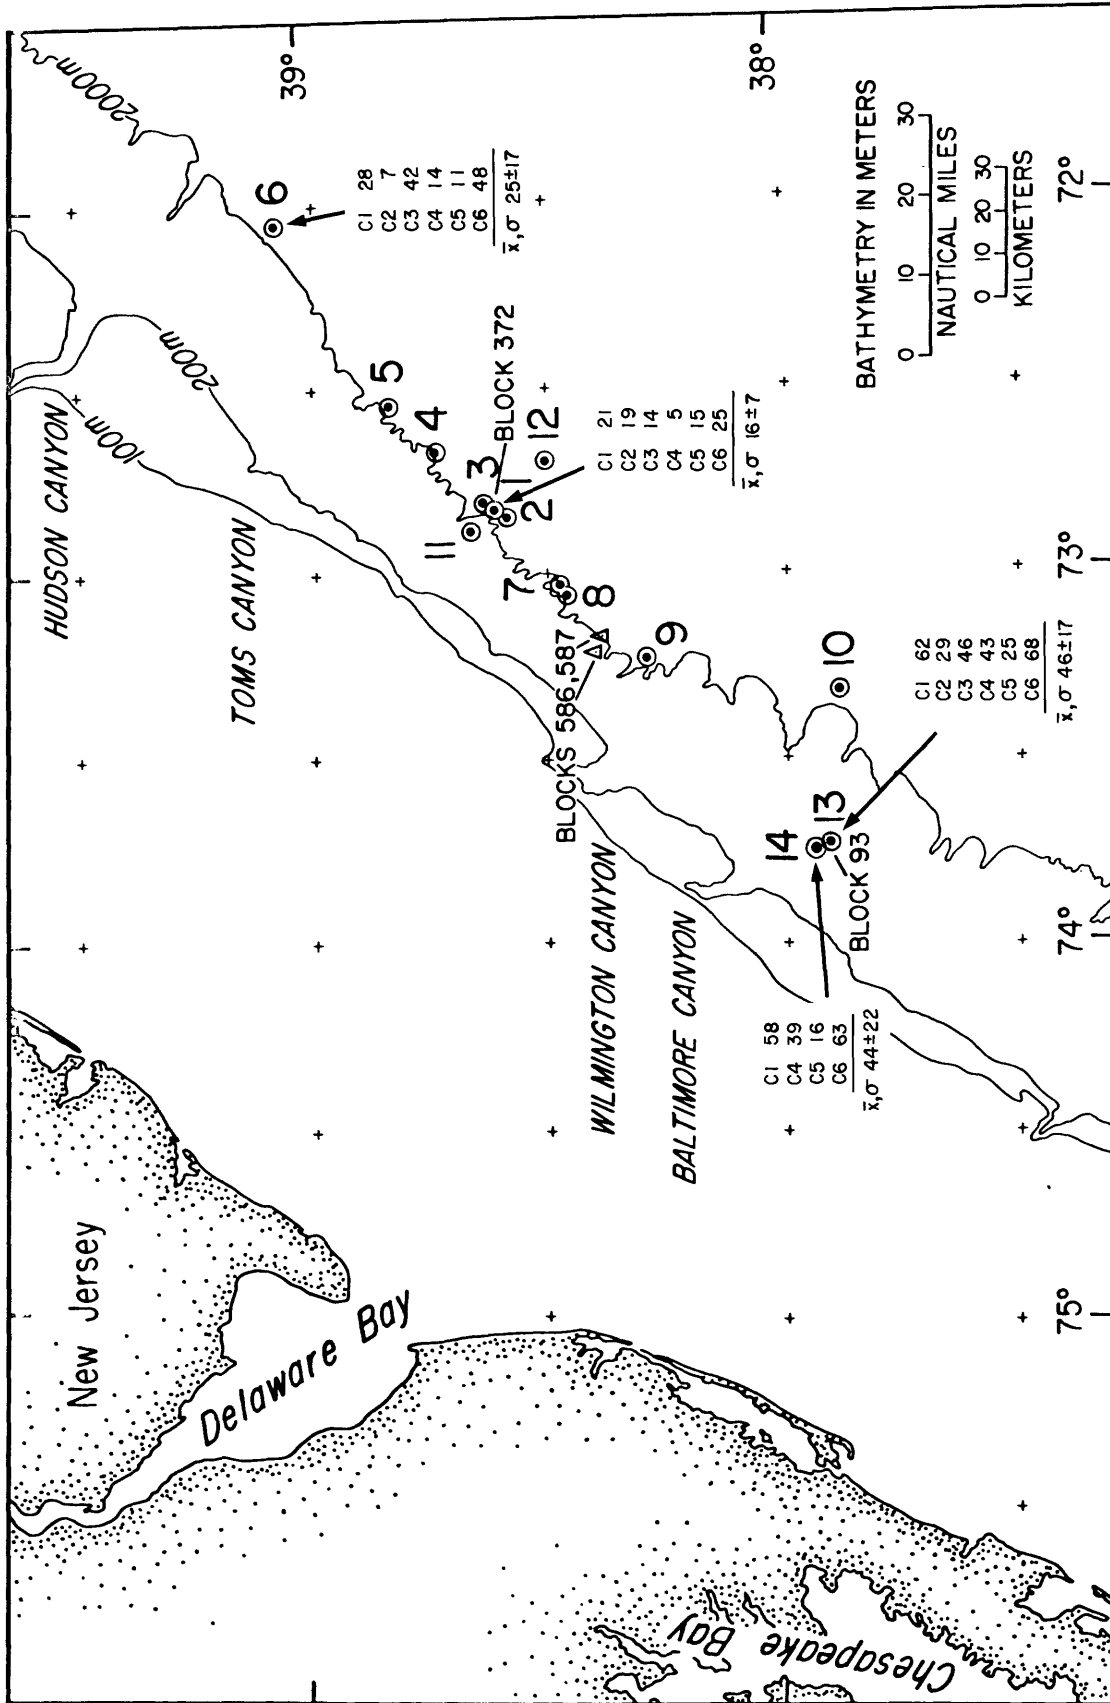 New Jersey
Delaware Bay
Chesapeake
Bay
HUDSON CANYON
TOMS CANYON
WILMINGTON CANYON
BALTIMORE CANYON
100m
200m
2000m
39°
38°
72°
73°
74°
75°
6
C1 28
C2 7
C3 42
C4 14
C5 11
C6 48
x̄,σ 25±17
5
4
3
BLOCK 372
1
12
2
11
C1 21
C2 19
C3 14
C4 5
C5 15
C6 25
x̄,σ 16±7
7
8
BLOCKS 586,587
9
10
C1 62
C2 29
C3 46
C4 43
C5 25
C6 68
x̄,σ 46±17
14
13
BLOCK 93
C1 58
C4 39
C5 16
C6 63
x̄,σ 44±22
BATHYMETRY IN METERS
0 10 20 30
NAUTICAL MILES
0 10 20 30
KILOMETERS